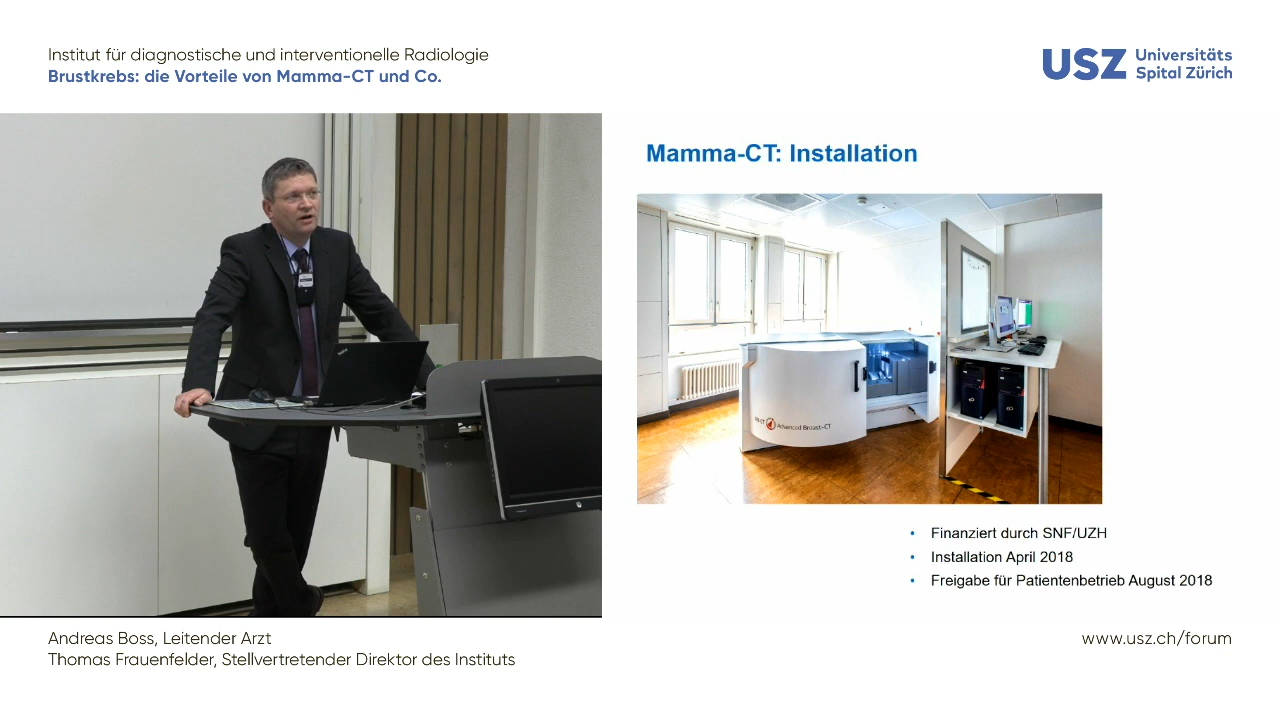 Institut für diagnostische und interventionelle Radiologie
Brustkrebs: die Vorteile von Mamma-CT und Co.
USZ Universitäts
Spital Zürich
Mamma-CT: Installation
Advanced Breast-CT
• Finanziert durch SNF/UZH
• Installation April 2018
• Freigabe für Patientenbetrieb August 2018
Andreas Boss, Leitender Arzt
Thomas Frauenfelder, Stellvertretender Direktor des Instituts
www.usz.ch/forum